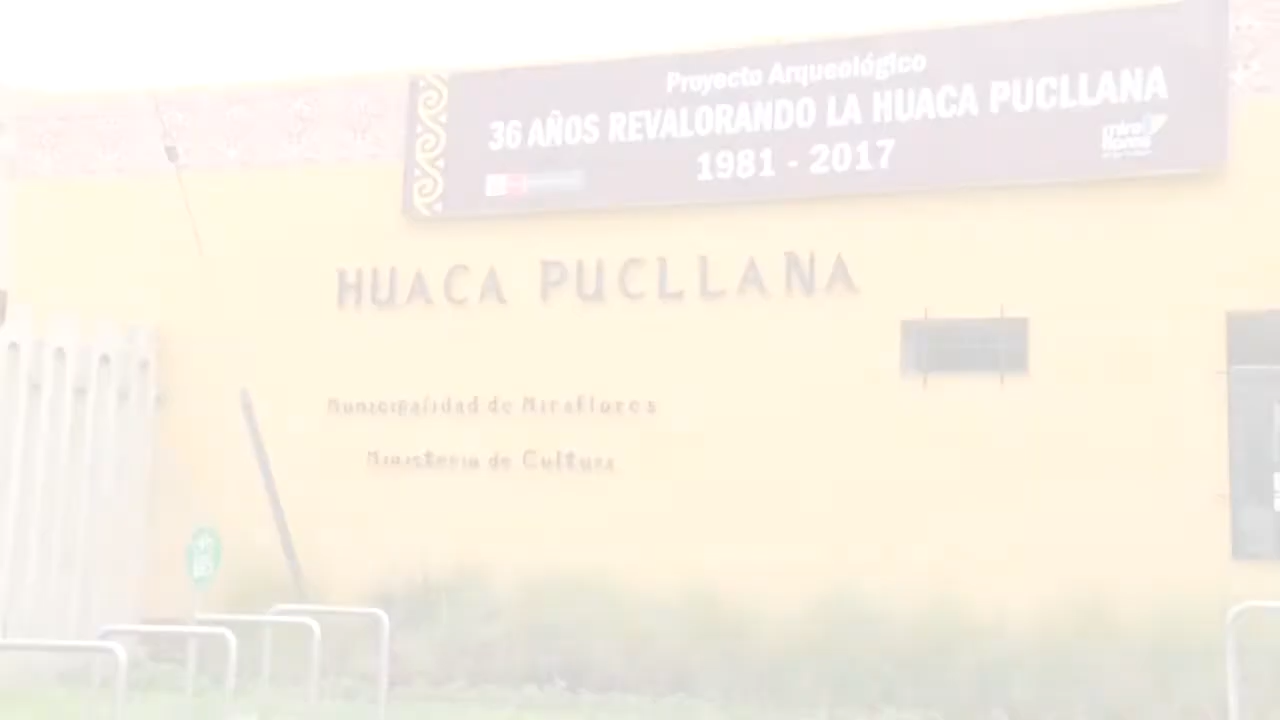 Proyecto Arqueológico
36 AÑOS REVALORANDO LA HUACA PUCLLANA
1981 - 2017
HUACA PUCLLANA
Municipalidad de Miraflores
Ministerio de Cultura